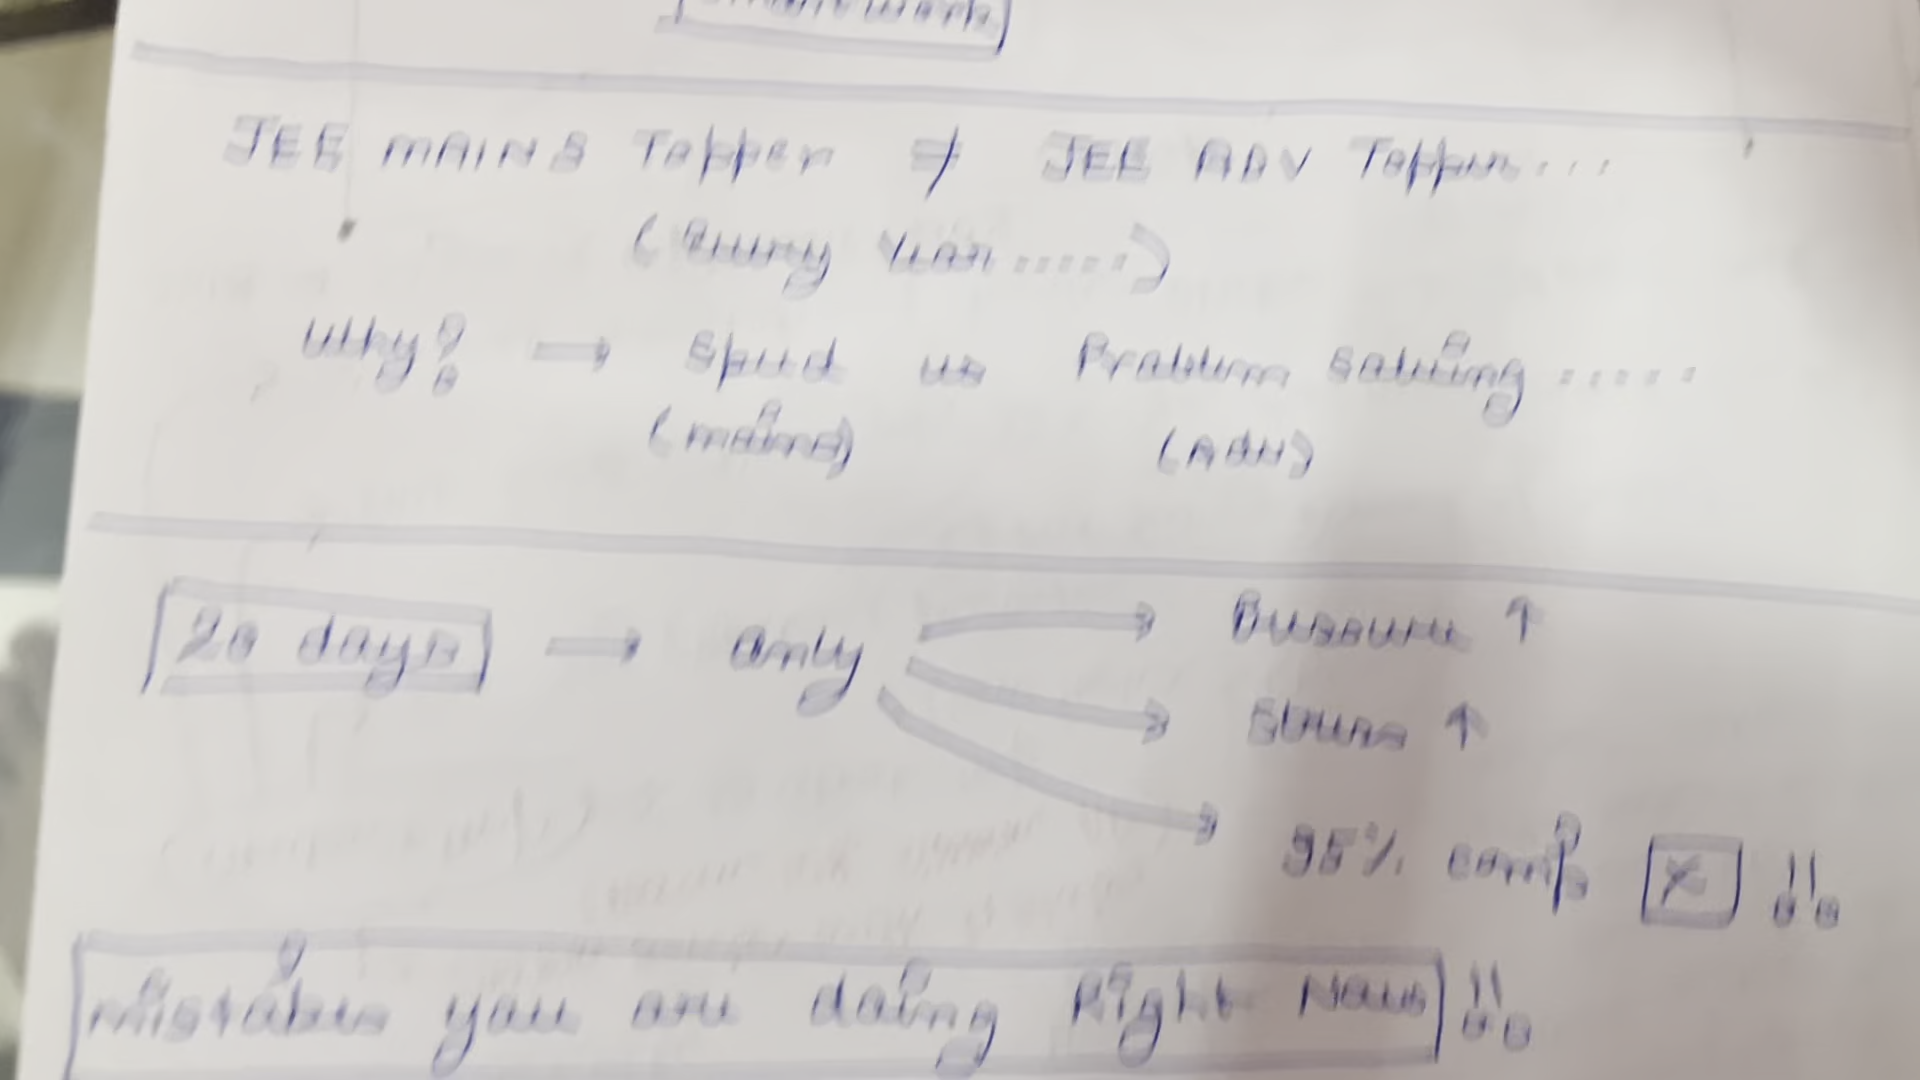 JEE MAINS Topper ≠> JEE ADV Topper...
(Every Year......)
Why? → Speed vs Problem solving.....
(mains) (Adv)
20 days → only → Pressure ↑
→ Stress ↑
→ 95% comp [x] !!
mistakes you are doing Right Now !!